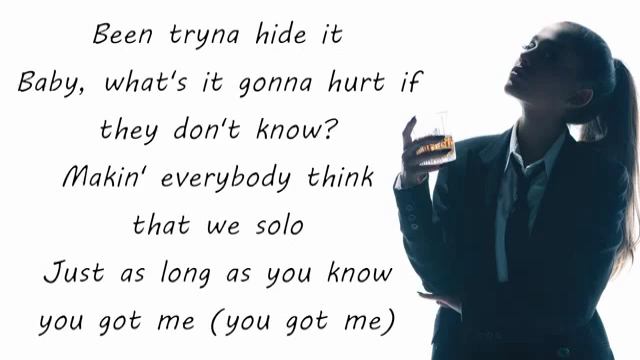 Been tryna hide it
Baby, what's it gonna hurt if
they don't know?
Makin' everybody think
that we solo
Just as long as you know
you got me (you got me)